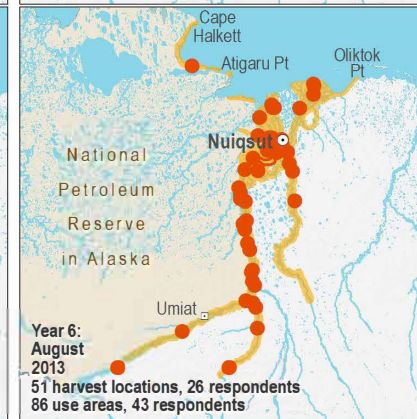 Cape
Halkett
Atigaru Pt
Oliktok
Pt
Nuiqsut
National
Petroleum
Reserve
in Alaska
Umiat
Year 6:
August
2013
51 harvest locations, 26 respondents
86 use areas, 43 respondents